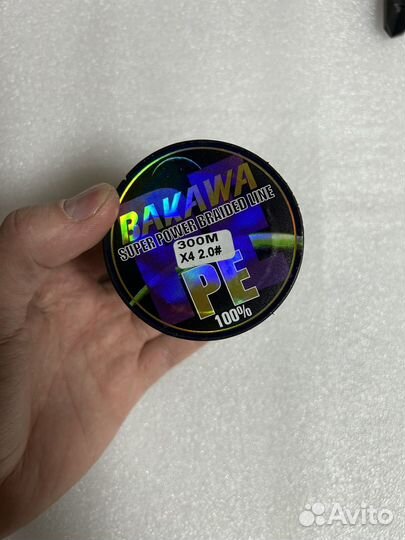 BAKAWA
SUPER POWER BRAIDED LINE
300M
X4 2.0#
PE
100%
Avito